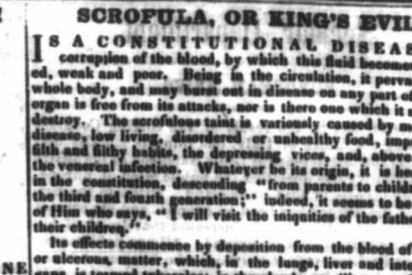 SCROFULA, OR KING'S EVIL
IS A CONSTITUTIONAL DISEA
corruption of the blood, by which this fluid becom
ed, weak and poor. Being in the circulation, it perva
whole body, and may burst out in disease on any part o
organ is free from its attacks, nor is there one which it
destroy. The scrofulous taint is variously caused by m
disease, low living, disordered or unhealthy food, imp
filth and filthy habits, the depressing vices, and, above
the venereal infection. Whatever be its origin, it is he
in the constitution, descending "from parents to child
the third and fourth generation;" indeed, it seems to be
of Him who says, "I will visit the iniquities of the fath
their children."
Its effects commence by deposition from the blood of
NE
or ulcerous matter, which, in the lungs, liver and inte